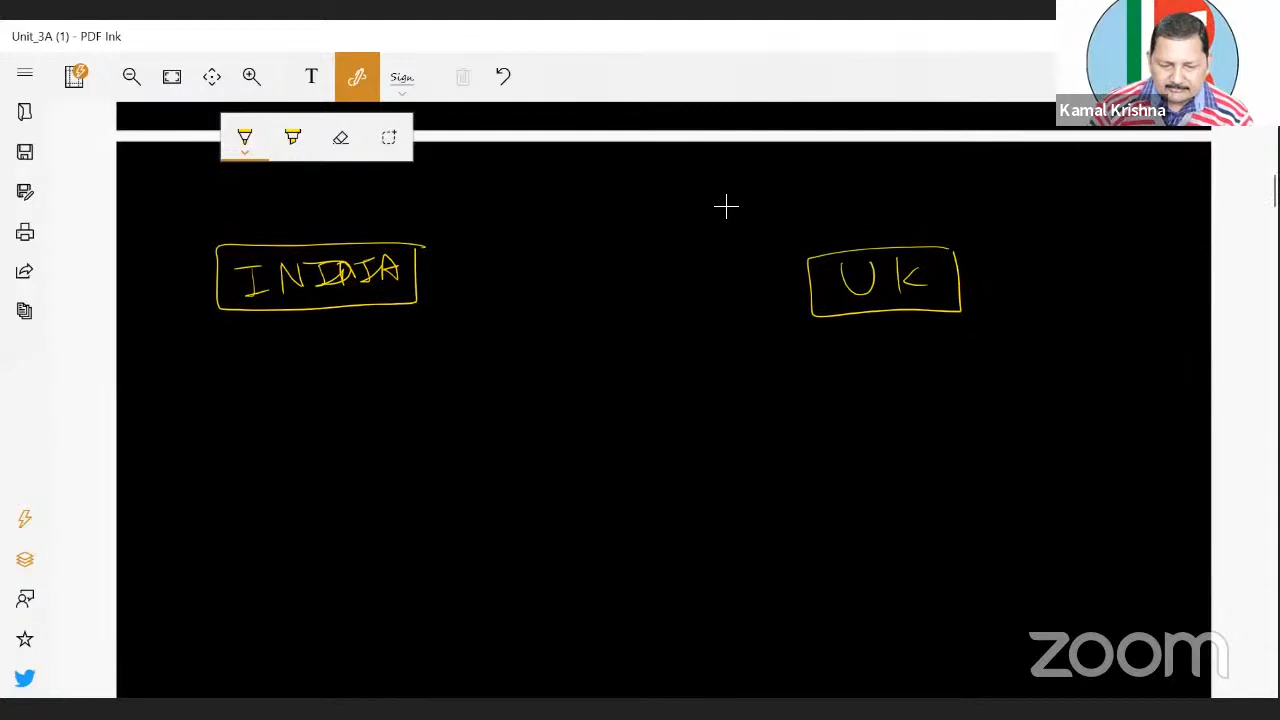 Unit_3A (1) - PDF Ink
T
Sign
Kamal Krishna
INDIA
UK
zoom